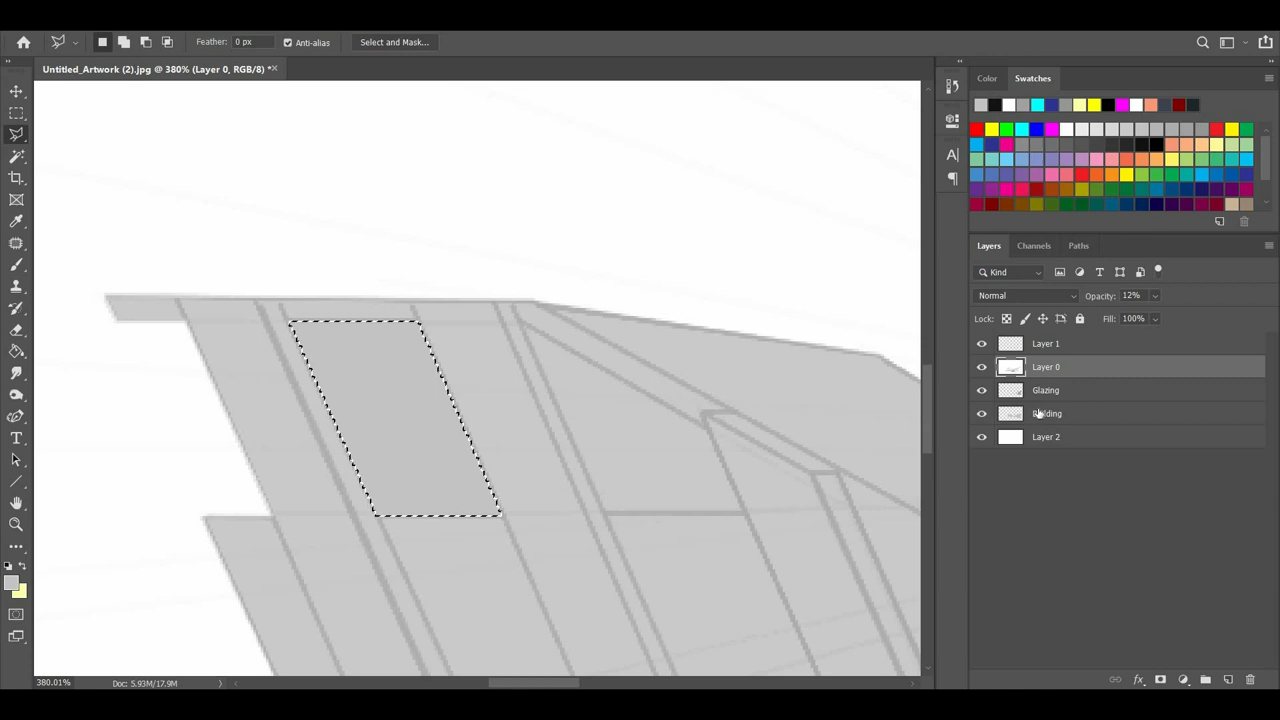 Feather: 0 px Anti-alias Select and Mask...
Untitled_Artwork (2).jpg @ 380% (Layer 0, RGB/8) *
Color Swatches
Layers Channels Paths
Kind
Normal Opacity: 12%
Lock: Fill: 100%
Layer 1
Layer 0
Glazing
Layer 2
380.01% Doc: 5.93M/17.9M